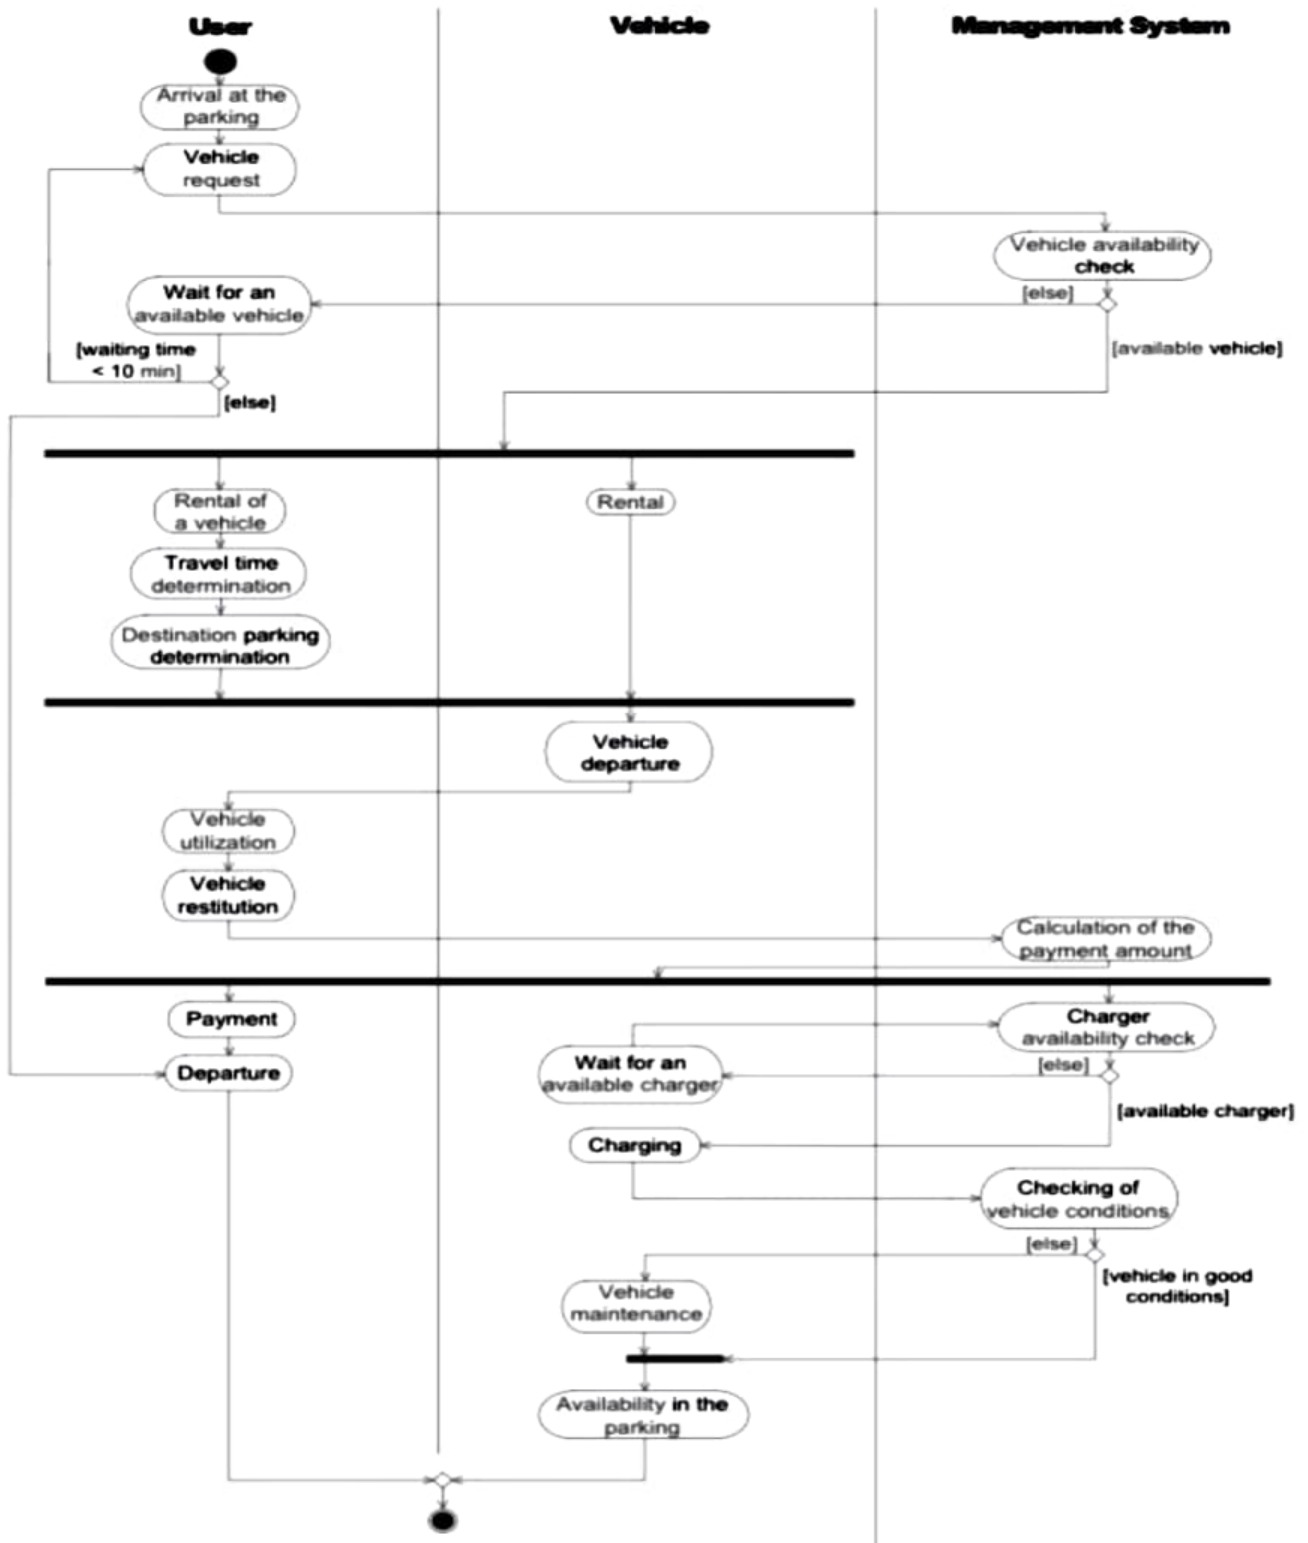 User
Vehicle
Management System
Arrival at the
parking
Vehicle
request
Vehicle availability
check
[else]
Wait for an
available vehicle
[available vehicle]
[waiting time
< 10 min]
[else]
Rental of
a vehicle
Rental
Travel time
determination
Destination parking
determination
Vehicle
departure
Vehicle
utilization
Vehicle
restitution
Calculation of the
payment amount
Payment
Charger
availability check
Departure
Wait for an
available charger
[else]
[available charger]
Charging
Checking of
vehicle conditions
[else]
[vehicle in good
conditions]
Vehicle
maintenance
Availability in the
parking